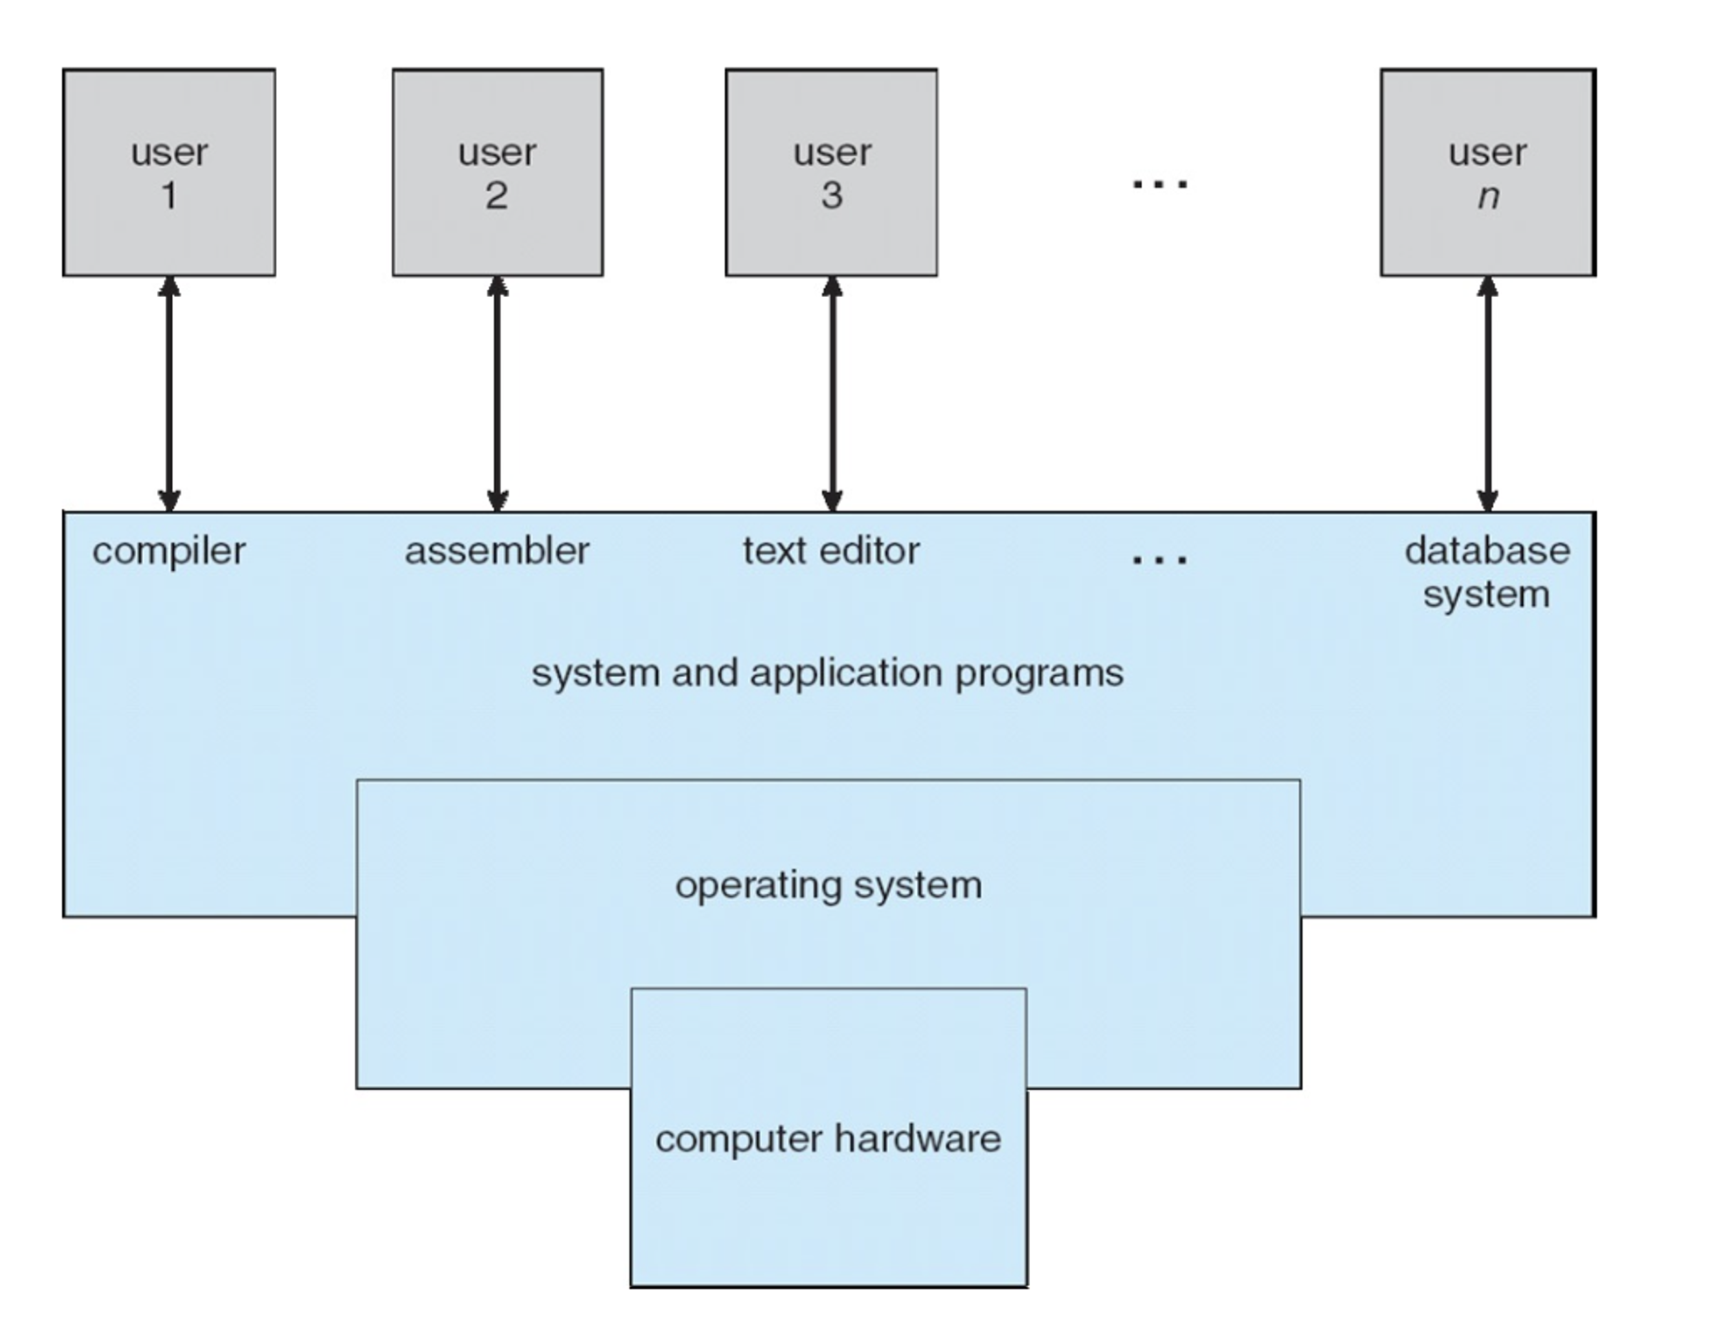 user
1
user
2
user
3
...
user
n
compiler
assembler
text editor
...
database
system
system and application programs
operating system
computer hardware